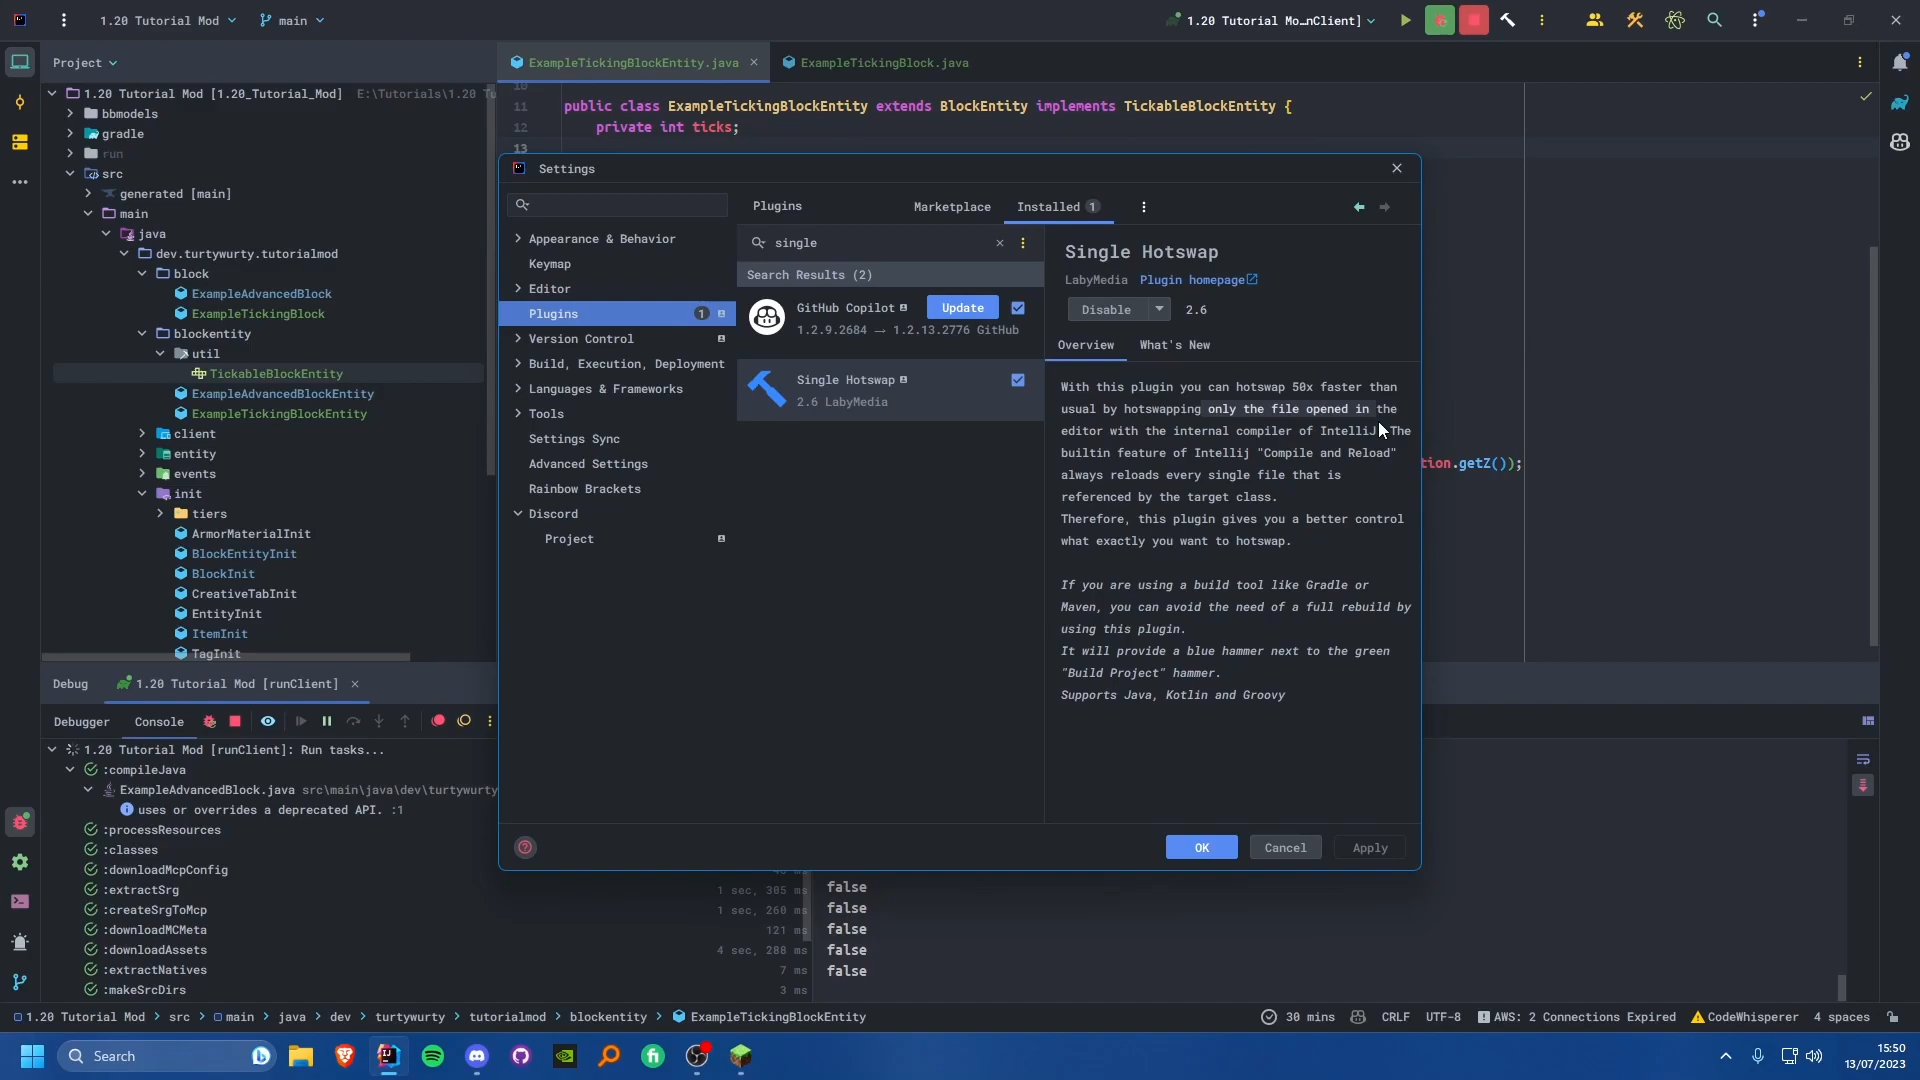 1.20 Tutorial Mod
main
1.20 Tutorial Mo…nClient]
Project
ExampleTickingBlockEntity.java
ExampleTickingBlock.java
1.20 Tutorial Mod [1.20_Tutorial_Mod] E:\Tutorials\1.20 Tu
bbmodels
gradle
run
src
generated [main]
main
java
dev.turtywurty.tutorialmod
block
ExampleAdvancedBlock
ExampleTickingBlock
blockentity
util
TickableBlockEntity
ExampleAdvancedBlockEntity
ExampleTickingBlockEntity
client
entity
events
init
tiers
ArmorMaterialInit
BlockEntityInit
BlockInit
CreativeTabInit
EntityInit
ItemInit
TagInit
10
11 public class ExampleTickingBlockEntity extends BlockEntity implements TickableBlockEntity {
12 private int ticks;
13
tion.getZ());
Settings
Appearance & Behavior
Keymap
Editor
Plugins 1
Version Control
Build, Execution, Deployment
Languages & Frameworks
Tools
Settings Sync
Advanced Settings
Rainbow Brackets
Discord
Project
Plugins Marketplace Installed 1
single
Search Results (2)
GitHub Copilot Update
1.2.9.2684 → 1.2.13.2776 GitHub
Single Hotswap
2.6 LabyMedia
Single Hotswap
LabyMedia Plugin homepage
Disable 2.6
Overview What's New
With this plugin you can hotswap 50x faster than
usual by hotswapping only the file opened in the
editor with the internal compiler of IntelliJ. The
builtin feature of Intellij "Compile and Reload"
always reloads every single file that is
referenced by the target class.
Therefore, this plugin gives you a better control
what exactly you want to hotswap.
If you are using a build tool like Gradle or
Maven, you can avoid the need of a full rebuild by
using this plugin.
It will provide a blue hammer next to the green
"Build Project" hammer.
Supports Java, Kotlin and Groovy
OK Cancel Apply
Debug 1.20 Tutorial Mod [runClient]
Debugger Console
1.20 Tutorial Mod [runClient]: Run tasks...
:compileJava
ExampleAdvancedBlock.java src\main\java\dev\turtywurty
uses or overrides a deprecated API. :1
:processResources
:classes
:downloadMcpConfig
:extractSrg 1 sec, 305 ms
:createSrgToMcp 1 sec, 260 ms
:downloadMCMeta 121 ms
:downloadAssets 4 sec, 288 ms
:extractNatives 7 ms
:makeSrcDirs 3 ms
false
false
false
false
false
1.20 Tutorial Mod > src > main > java > dev > turtywurty > tutorialmod > blockentity > ExampleTickingBlockEntity
30 mins CRLF UTF-8 AWS: 2 Connections Expired CodeWhisperer 4 spaces
Search
15:50
13/07/2023